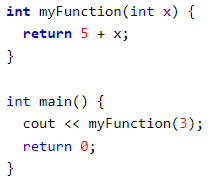 int myFunction(int x) {
  return 5 + x;
}

int main() {
  cout << myFunction(3);
  return 0;
}